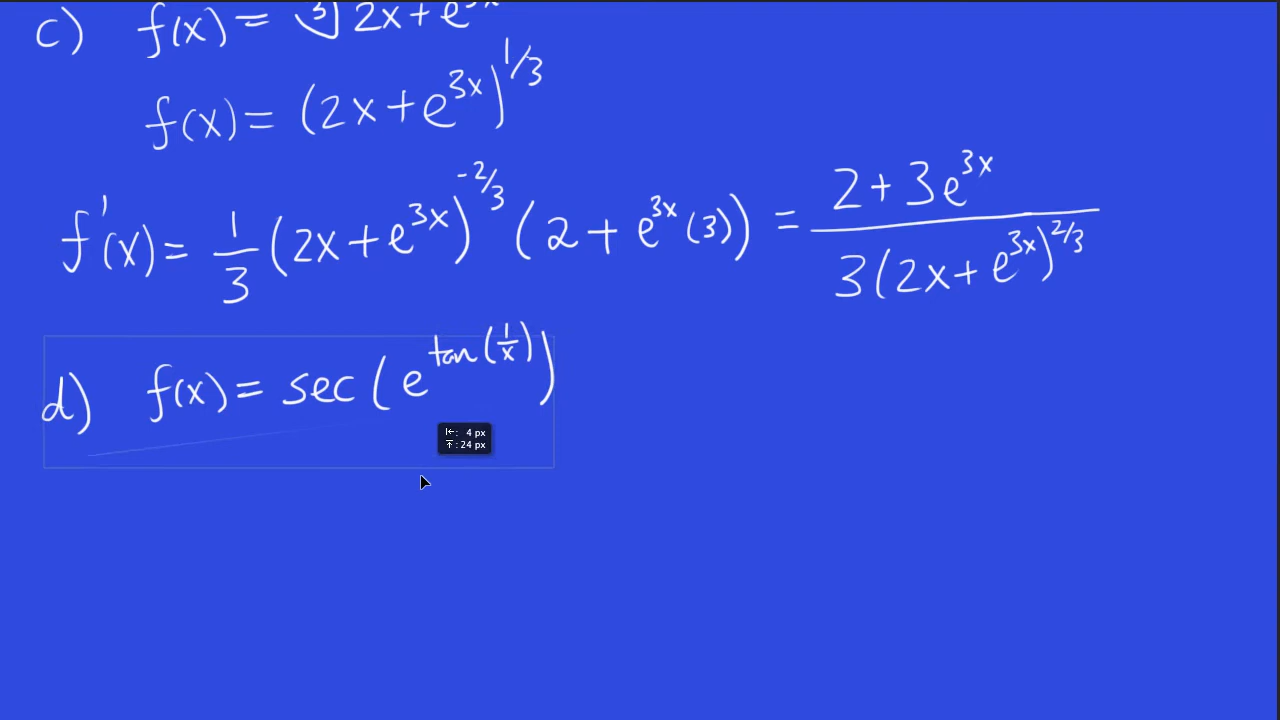 c) f(x) = ∛2x + e^3x
f(x) = (2x + e^3x)^1/3
f'(x) = 1/3 (2x + e^3x)^-2/3 (2 + e^3x (3)) = 2 + 3e^3x / 3(2x + e^3x)^2/3
d) f(x) = sec(e^tan(1/x))
|←: 4 px
↑: 24 px